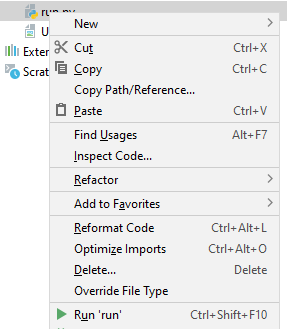 run.py
New
U
Cut Ctrl+X
Exter
Copy Ctrl+C
Scrat
Copy Path/Reference...
Paste Ctrl+V
Find Usages Alt+F7
Inspect Code...
Refactor
Add to Favorites
Reformat Code Ctrl+Alt+L
Optimize Imports Ctrl+Alt+O
Delete... Delete
Override File Type
Run 'run' Ctrl+Shift+F10